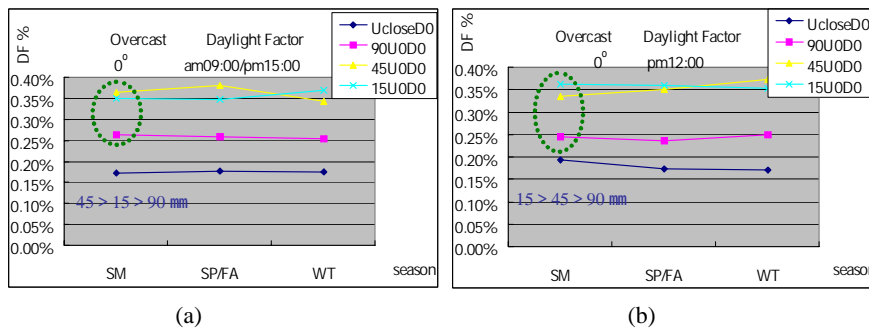 DF %
Overcast Daylight Factor
0° am09:00/pm15:00
UcloseD0
90U0D0
45U0D0
15U0D0
0.40%
0.35%
0.30%
0.25%
0.20%
0.15%
0.10%
0.05%
0.00%
45 > 15 > 90 ㎜
SM SP/FA WT season
(a)
DF %
Overcast Daylight Factor
0° pm12:00
UcloseD0
90U0D0
45U0D0
15U0D0
0.40%
0.35%
0.30%
0.25%
0.20%
0.15%
0.10%
0.05%
0.00%
15 > 45 > 90 ㎜
SM SP/FA WT season
(b)